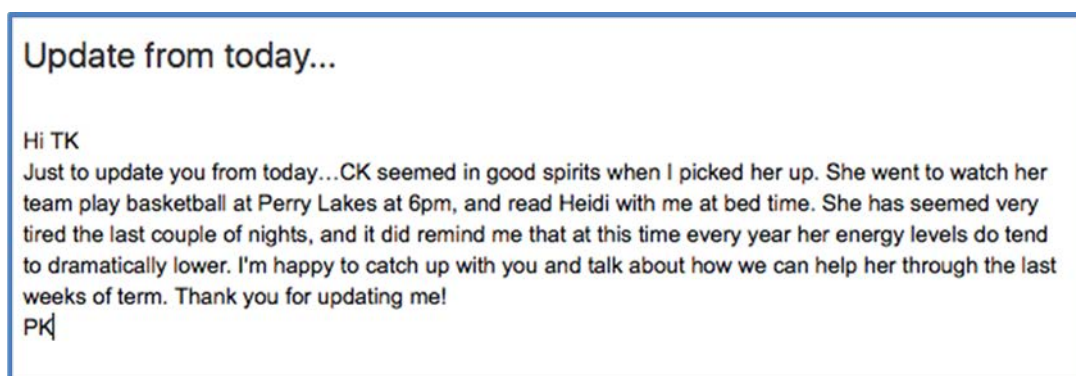 Update from today...
Hi TK
Just to update you from today...CK seemed in good spirits when I picked her up. She went to watch her
team play basketball at Perry Lakes at 6pm, and read Heidi with me at bed time. She has seemed very
tired the last couple of nights, and it did remind me that at this time every year her energy levels do tend
to dramatically lower. I'm happy to catch up with you and talk about how we can help her through the last
weeks of term. Thank you for updating me!
PK